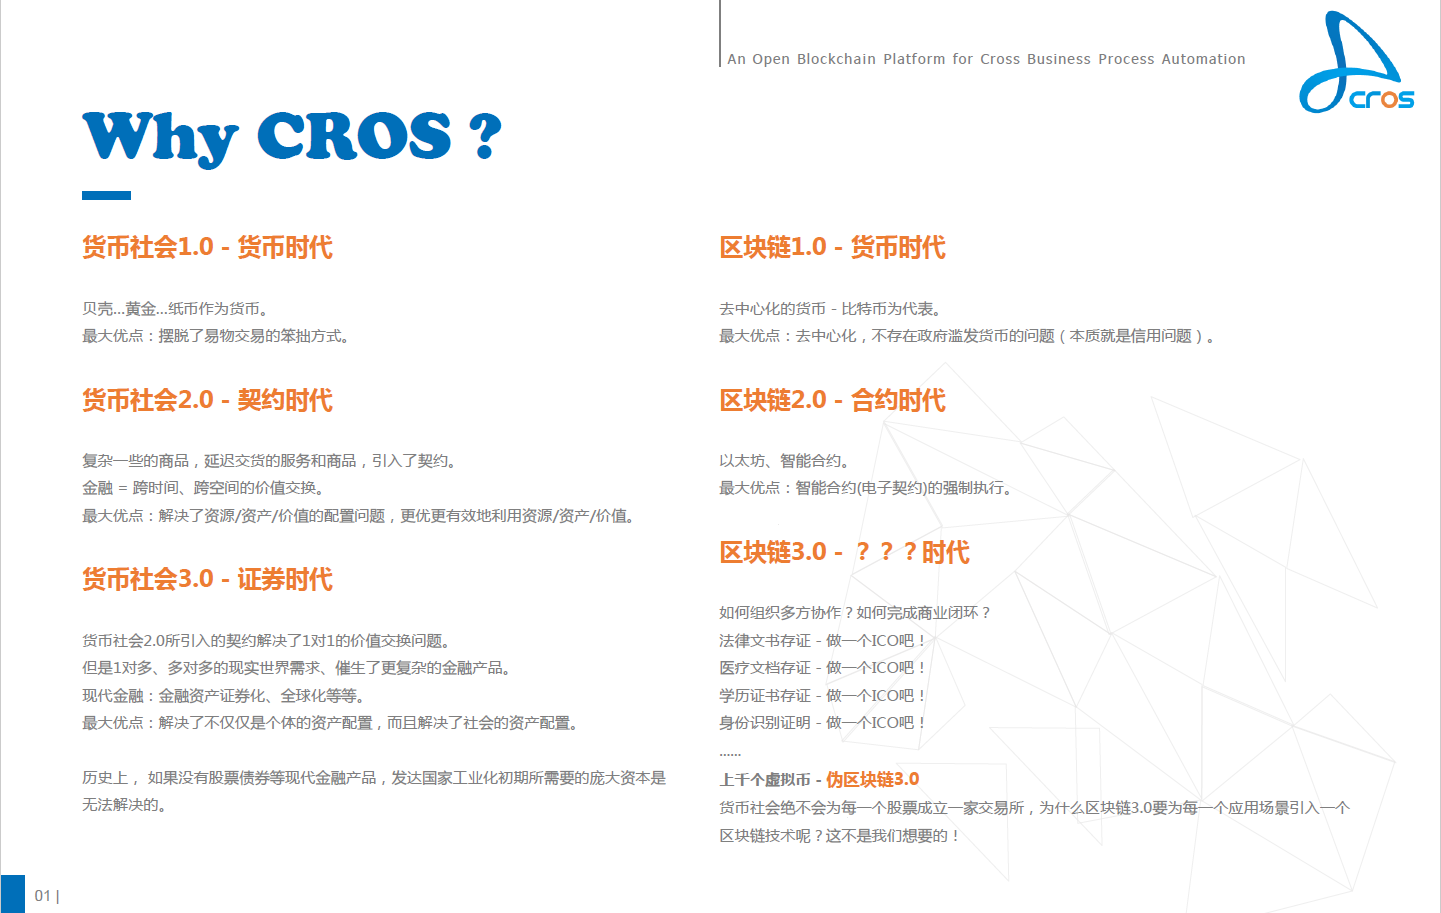 An Open Blockchain Platform for Cross Business Process Automation
cros
Why CROS ?
货币社会1.0 - 货币时代
贝壳...黄金...纸币作为货币。
最大优点：摆脱了易物交易的笨拙方式。
货币社会2.0 - 契约时代
复杂一些的商品，延迟交货的服务和商品，引入了契约。
金融 = 跨时间、跨空间的价值交换。
最大优点：解决了资源/资产/价值的配置问题，更优更有效地利用资源/资产/价值。
货币社会3.0 - 证券时代
货币社会2.0所引入的契约解决了1对1的价值交换问题。
但是1对多、多对多的现实世界需求、催生了更复杂的金融产品。
现代金融：金融资产证券化、全球化等等。
最大优点：解决了不仅仅是个体的资产配置，而且解决了社会的资产配置。
历史上， 如果没有股票债券等现代金融产品，发达国家工业化初期所需要的庞大资本是
无法解决的。
区块链1.0 - 货币时代
去中心化的货币 - 比特币为代表。
最大优点：去中心化，不存在政府滥发货币的问题（本质就是信用问题）。
区块链2.0 - 合约时代
以太坊、智能合约。
最大优点：智能合约(电子契约)的强制执行。
区块链3.0 - ？？？时代
如何组织多方协作？如何完成商业闭环？
法律文书存证 - 做一个ICO吧！
医疗文档存证 - 做一个ICO吧！
学历证书存证 - 做一个ICO吧！
身份识别证明 - 做一个ICO吧！
......
上千个虚拟币 - 伪区块链3.0
货币社会绝不会为每一个股票成立一家交易所，为什么区块链3.0要为每一个应用场景引入一个
区块链技术呢？这不是我们想要的！
01 |